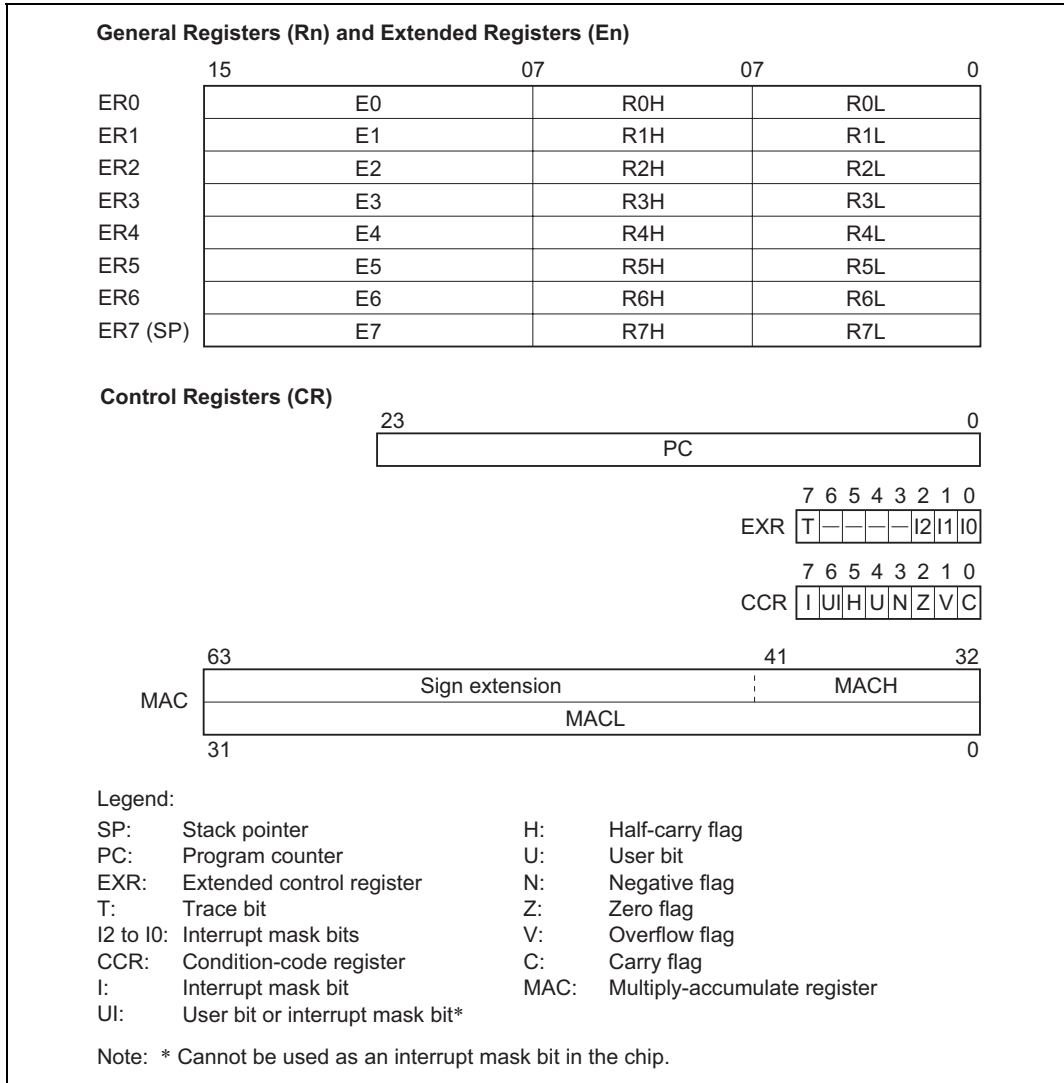 General Registers (Rn) and Extended Registers (En)
15 07 07 0
ER0 E0 R0H R0L
ER1 E1 R1H R1L
ER2 E2 R2H R2L
ER3 E3 R3H R3L
ER4 E4 R4H R4L
ER5 E5 R5H R5L
ER6 E6 R6H R6L
ER7 (SP) E7 R7H R7L
Control Registers (CR)
23 0
PC
7 6 5 4 3 2 1 0
EXR T — — — — I2 I1 I0
7 6 5 4 3 2 1 0
CCR I UI H U N Z V C
63 41 32
MAC Sign extension MACH
MACL
31 0
Legend:
SP: Stack pointer H: Half-carry flag
PC: Program counter U: User bit
EXR: Extended control register N: Negative flag
T: Trace bit Z: Zero flag
I2 to I0: Interrupt mask bits V: Overflow flag
CCR: Condition-code register C: Carry flag
I: Interrupt mask bit MAC: Multiply-accumulate register
UI: User bit or interrupt mask bit*
Note: * Cannot be used as an interrupt mask bit in the chip.